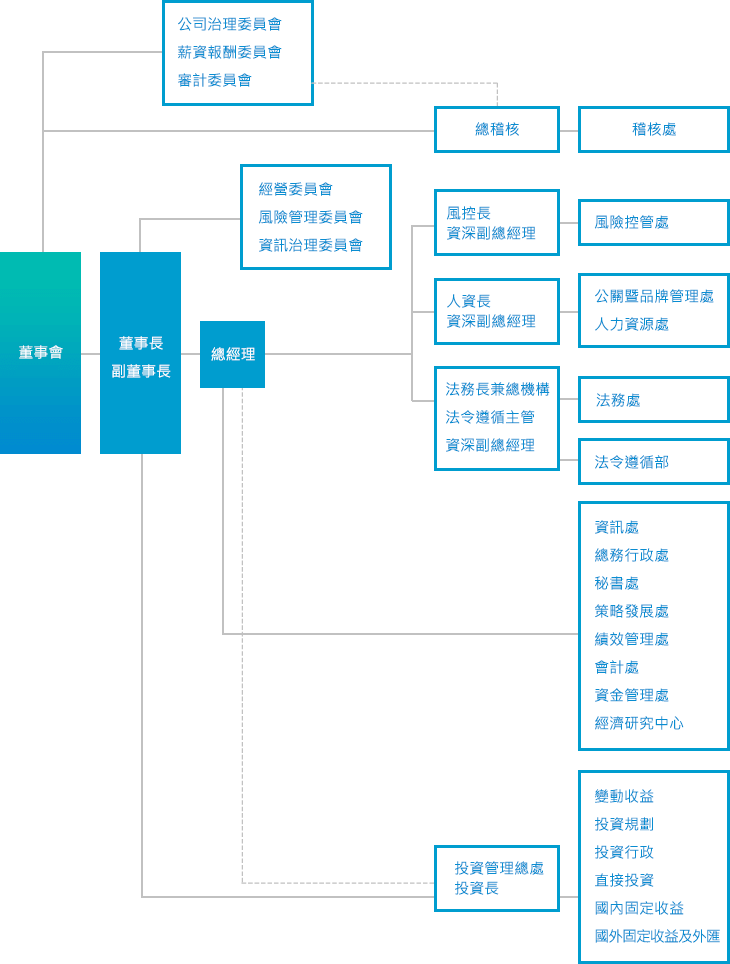 公司治理委員會
薪資報酬委員會
審計委員會
總稽核
稽核處
經營委員會
風險管理委員會
資訊治理委員會
風控長
資深副總經理
風險控管處
人資長
資深副總經理
公關暨品牌管理處
人力資源處
董事會
董事長
副董事長
總經理
法務長兼總機構
法令遵循主管
資深副總經理
法務處
法令遵循部
資訊處
總務行政處
秘書處
策略發展處
績效管理處
會計處
資金管理處
經濟研究中心
投資管理總處
投資長
變動收益
投資規劃
投資行政
直接投資
國內固定收益
國外固定收益及外匯